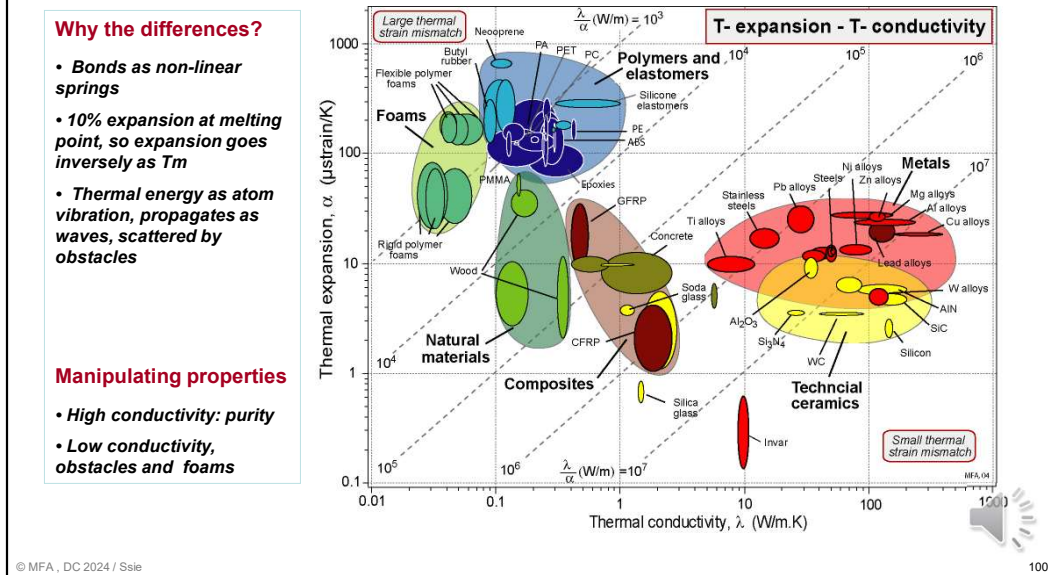 Why the differences?
• Bonds as non-linear
springs
• 10% expansion at melting
point, so expansion goes
inversely as Tm
• Thermal energy as atom
vibration, propagates as
waves, scattered by
obstacles
Manipulating properties
• High conductivity: purity
• Low conductivity,
obstacles and foams
T- expansion - T- conductivity
Large thermal
strain mismatch
λ/α (W/m) = 10³
10⁴
10⁵
10⁶
10⁷
Neoprene
Butyl
rubber
PA
PET
PC
Polymers and
elastomers
Flexible polymer
foams
Foams
Silicone
elastomers
PE
ABS
PMMA
Epoxies
Rigid polymer
foams
Wood
Natural
materials
GFRP
Concrete
Soda
glass
CFRP
Composites
Silica
glass
Ti alloys
Stainless
steels
Pb alloys
Steels
Ni alloys
Zn alloys
Metals
Mg alloys
Al alloys
Cu alloys
Lead alloys
W alloys
AlN
SiC
Silicon
Al₂O₃
Si₃N₄
WC
Techncial
ceramics
Invar
Small thermal
strain mismatch
MFA, 04
10⁴
10⁵
10⁶
λ/α (W/m) = 10⁷
Thermal expansion, α (μstrain/K)
1000
100
10
1
0.1
0.01
0.1
1
10
100
1000
Thermal conductivity, λ (W/m.K)
© MFA , DC 2024 / Ssie
100